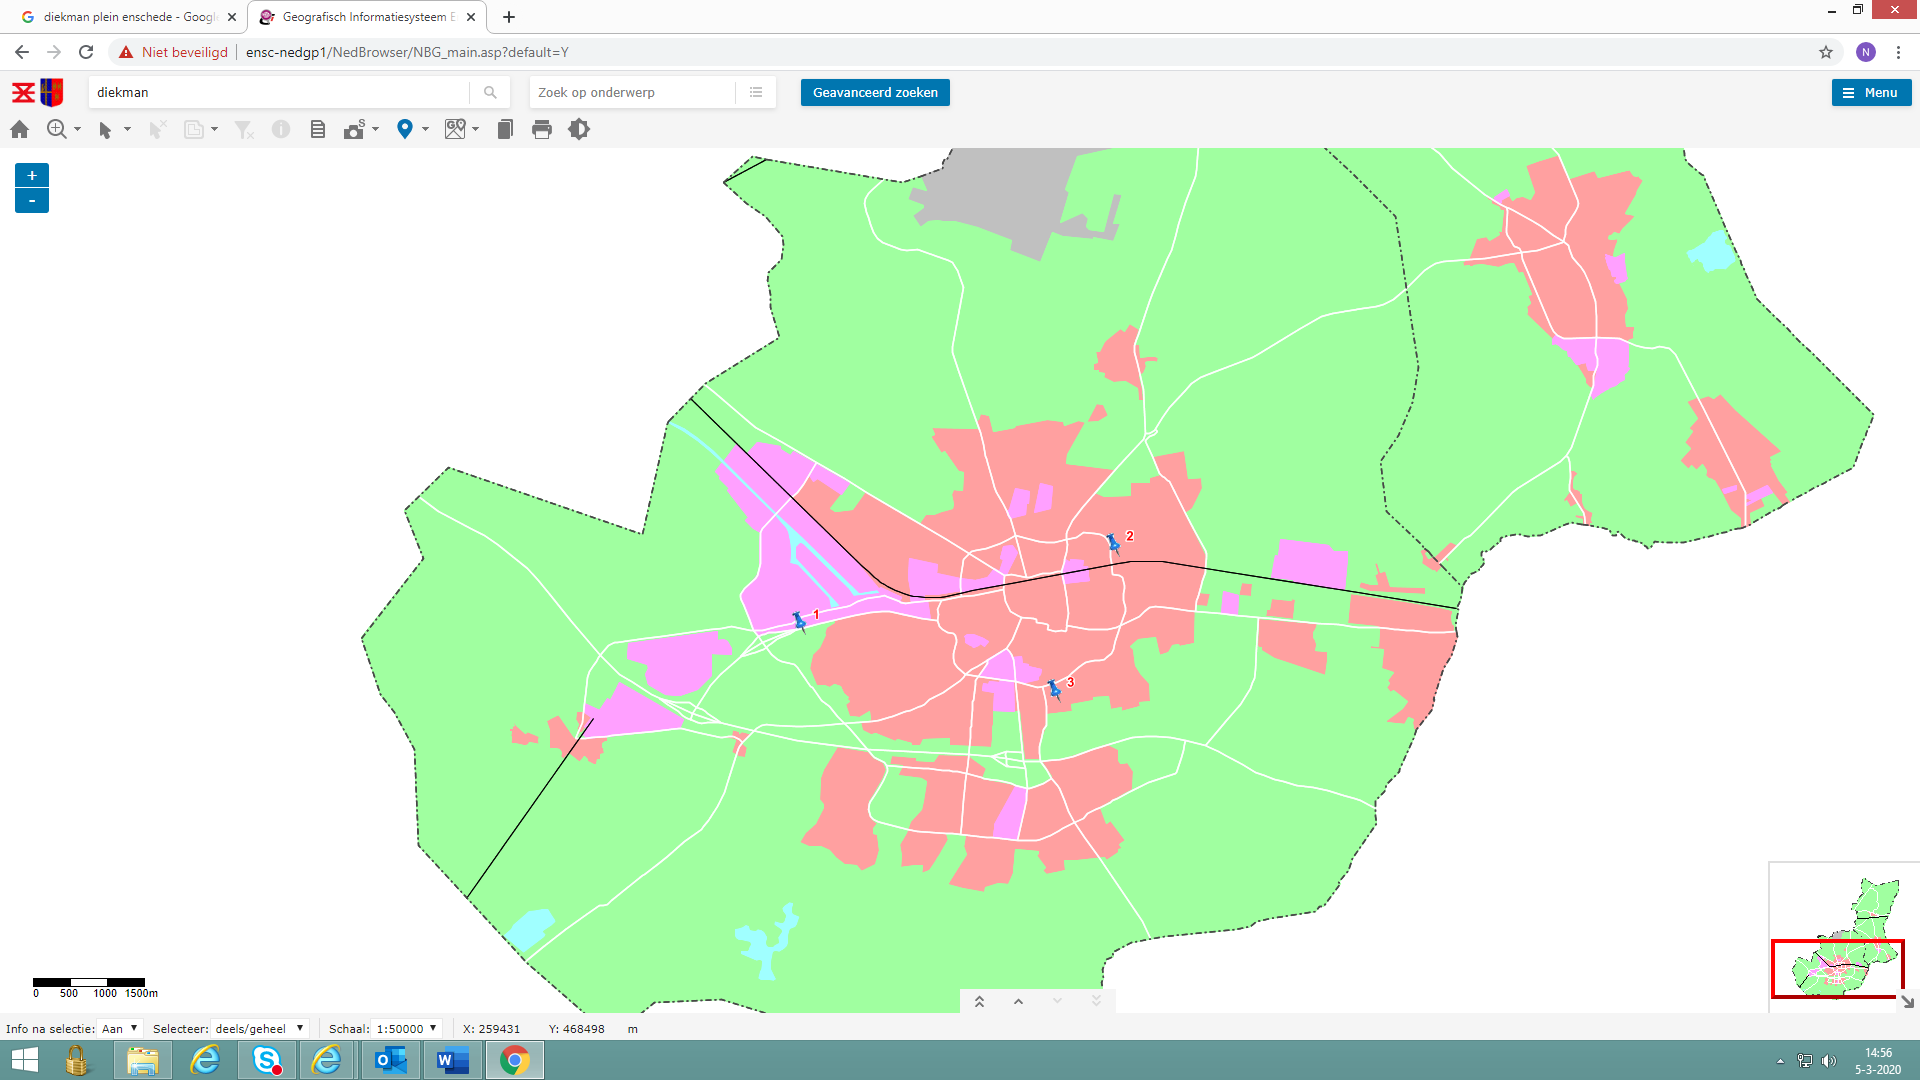 diekman plein enschede - Googl
Geografisch Informatiesysteem E
Niet beveiligd
ensc-nedgp1/NedBrowser/NBG_main.asp?default=Y
N
diekman
Zoek op onderwerp
Geavanceerd zoeken
Menu
S
G
+
-
2
1
3
0 500 1000 1500m
Info na selectie: Aan Selecteer: deels/geheel Schaal: 1:50000 X: 259431 Y: 468498 m
14:56
5-3-2020